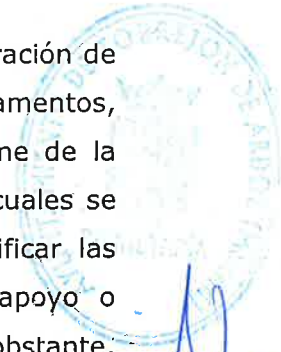 ración de
amentos,
ne de la
cuales se
ificar las
apoyo o
obstante,